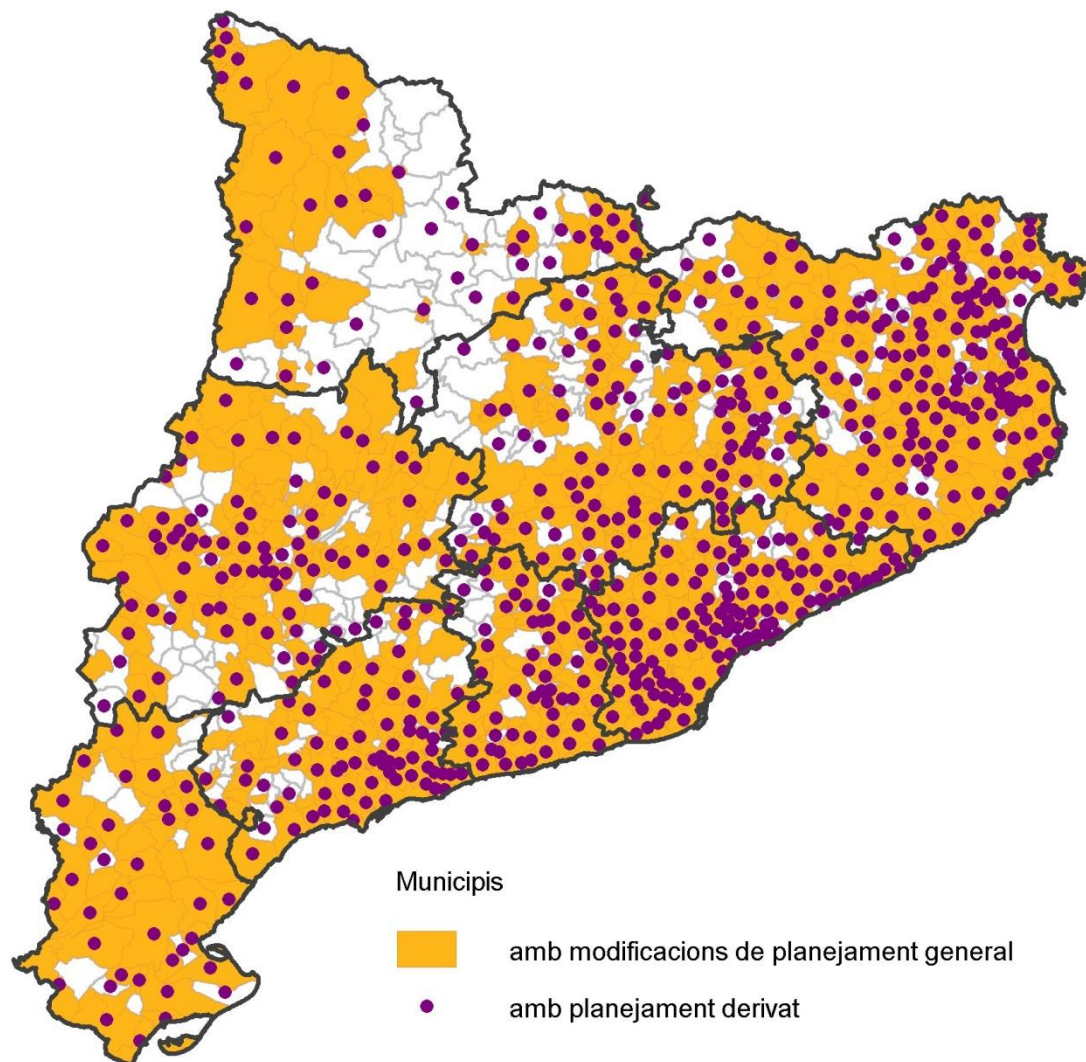 Municipis
amb modificacions de planejament general
amb planejament derivat